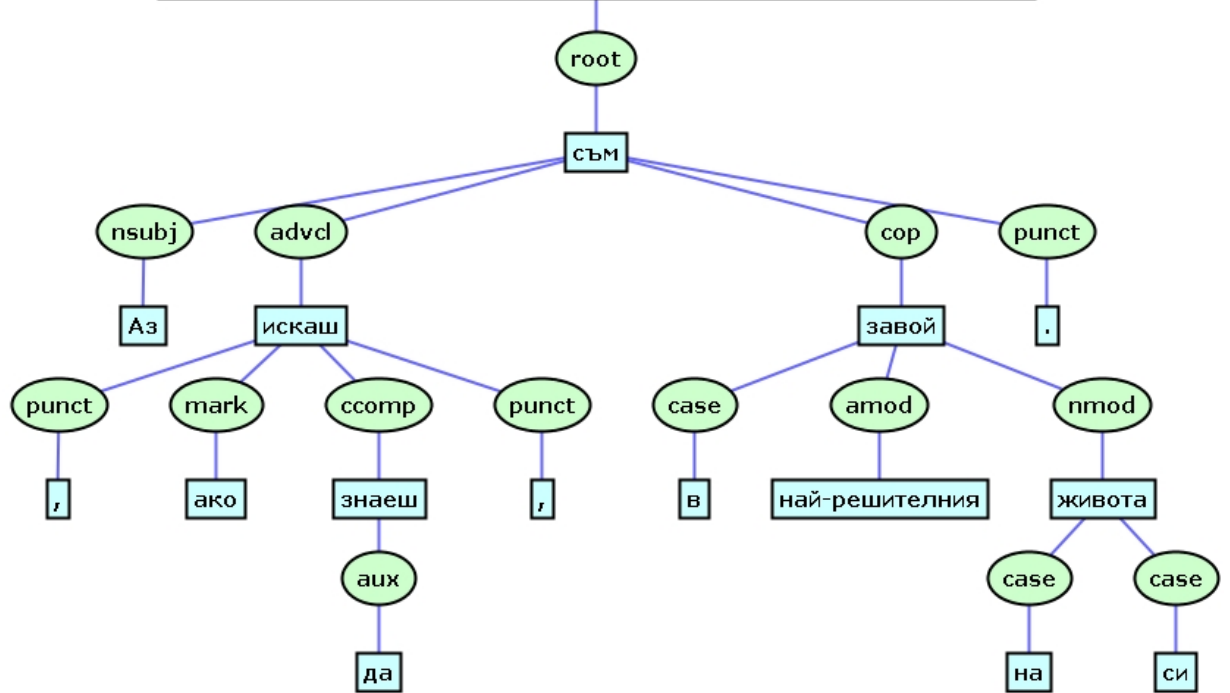 root
съм
nsubj advcl cop punct
Аз искаш завой .
punct mark ccomp punct case amod nmod
, ако знаеш , в най-решителния живота
aux case case
да на си